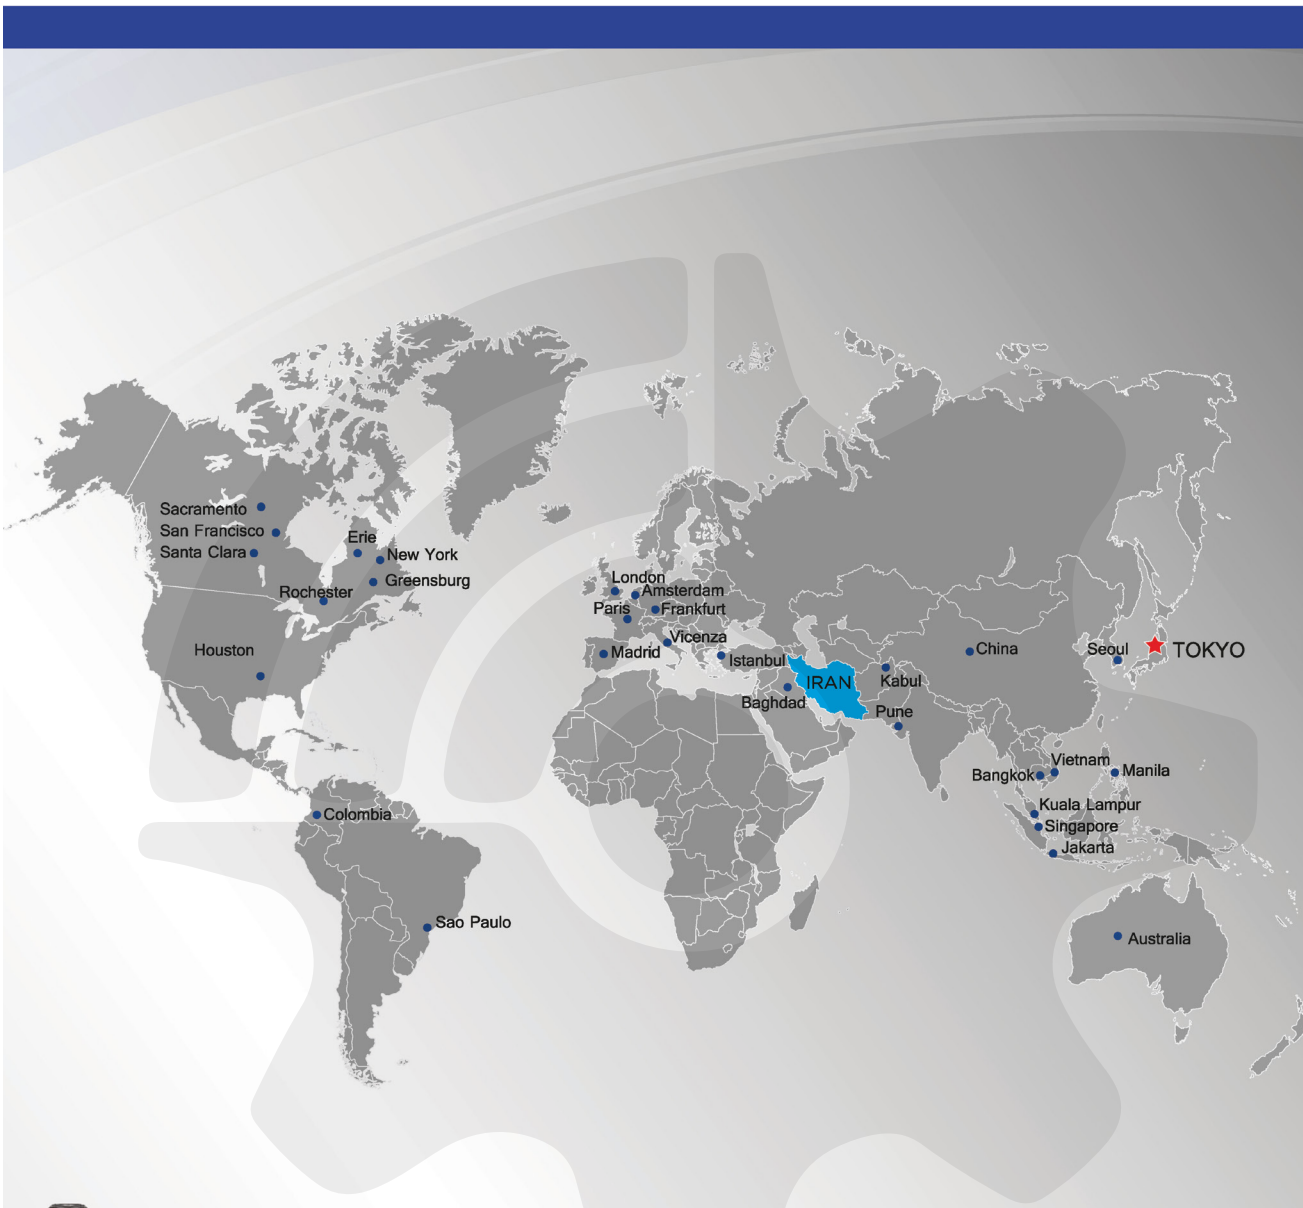 Sacramento
San Francisco
Santa Clara
Erie
New York
Greensburg
Rochester
Houston
London
Amsterdam
Paris
Frankfurt
Vicenza
Madrid
Istanbul
IRAN
Baghdad
Kabul
Pune
China
Seoul
TOKYO
Vietnam
Bangkok
Manila
Kuala Lampur
Singapore
Jakarta
Colombia
Sao Paulo
Australia